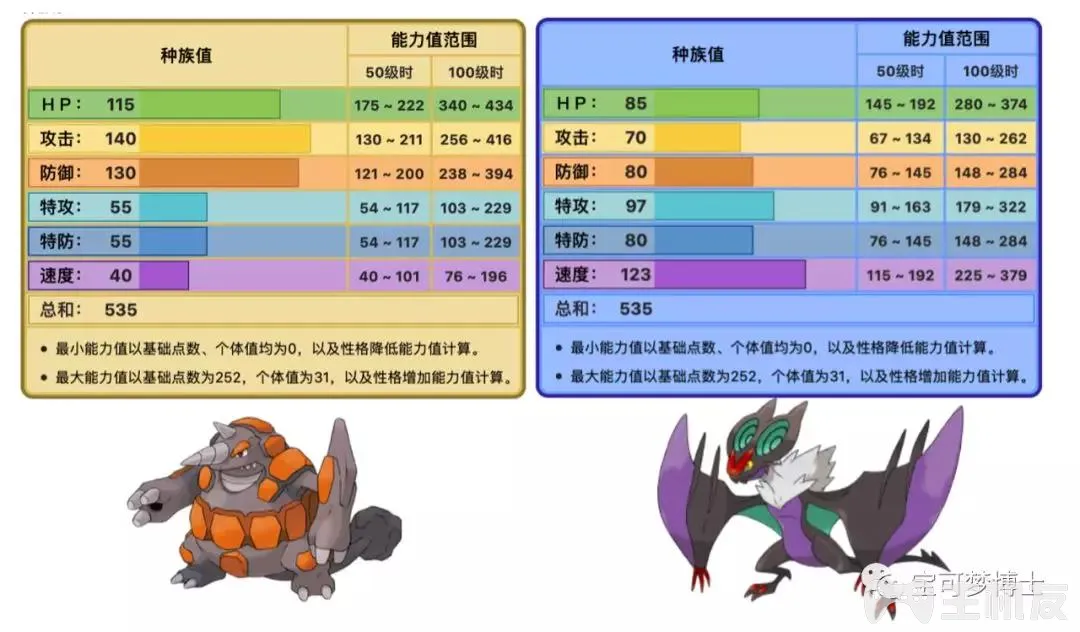 种族值 能力值范围
50级时 100级时
HP： 115 175 ~ 222 340 ~ 434
攻击： 140 130 ~ 211 256 ~ 416
防御： 130 121 ~ 200 238 ~ 394
特攻： 55 54 ~ 117 103 ~ 229
特防： 55 54 ~ 117 103 ~ 229
速度： 40 40 ~ 101 76 ~ 196
总和： 535
• 最小能力值以基础点数、个体值均为0，以及性格降低能力值计算。
• 最大能力值以基础点数为252，个体值为31，以及性格增加能力值计算。
种族值 能力值范围
50级时 100级时
HP： 85 145 ~ 192 280 ~ 374
攻击： 70 67 ~ 134 130 ~ 262
防御： 80 76 ~ 145 148 ~ 284
特攻： 97 91 ~ 163 179 ~ 322
特防： 80 76 ~ 145 148 ~ 284
速度： 123 115 ~ 192 225 ~ 379
总和： 535
• 最小能力值以基础点数、个体值均为0，以及性格降低能力值计算。
• 最大能力值以基础点数为252，个体值为31，以及性格增加能力值计算。
宝可梦博士